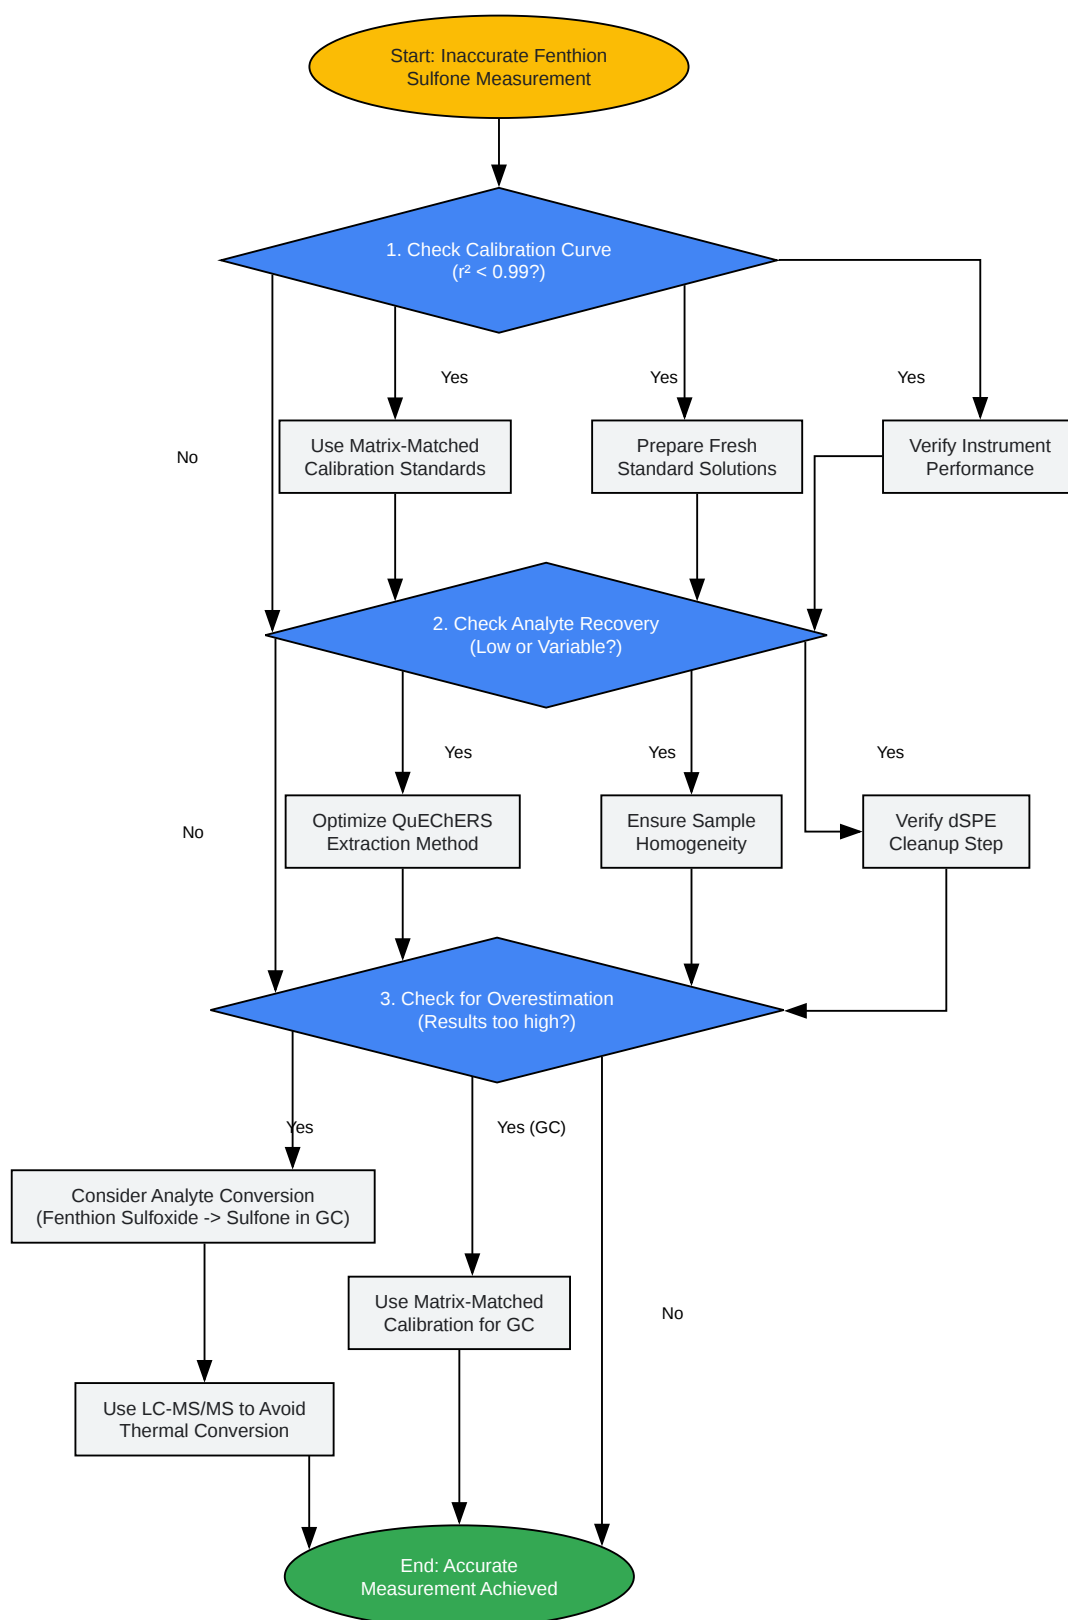 Start: Inaccurate Fenthion
Sulfone Measurement
1. Check Calibration Curve
(r² < 0.99?)
Yes
Yes
Yes
No
Use Matrix-Matched
Calibration Standards
Prepare Fresh
Standard Solutions
Verify Instrument
Performance
2. Check Analyte Recovery
(Low or Variable?)
Yes
Yes
Yes
No
Optimize QuEChERS
Extraction Method
Ensure Sample
Homogeneity
Verify dSPE
Cleanup Step
3. Check for Overestimation
(Results too high?)
Yes
Yes (GC)
Consider Analyte Conversion
(Fenthion Sulfoxide -> Sulfone in GC)
Use Matrix-Matched
Calibration for GC
No
Use LC-MS/MS to Avoid
Thermal Conversion
End: Accurate
Measurement Achieved